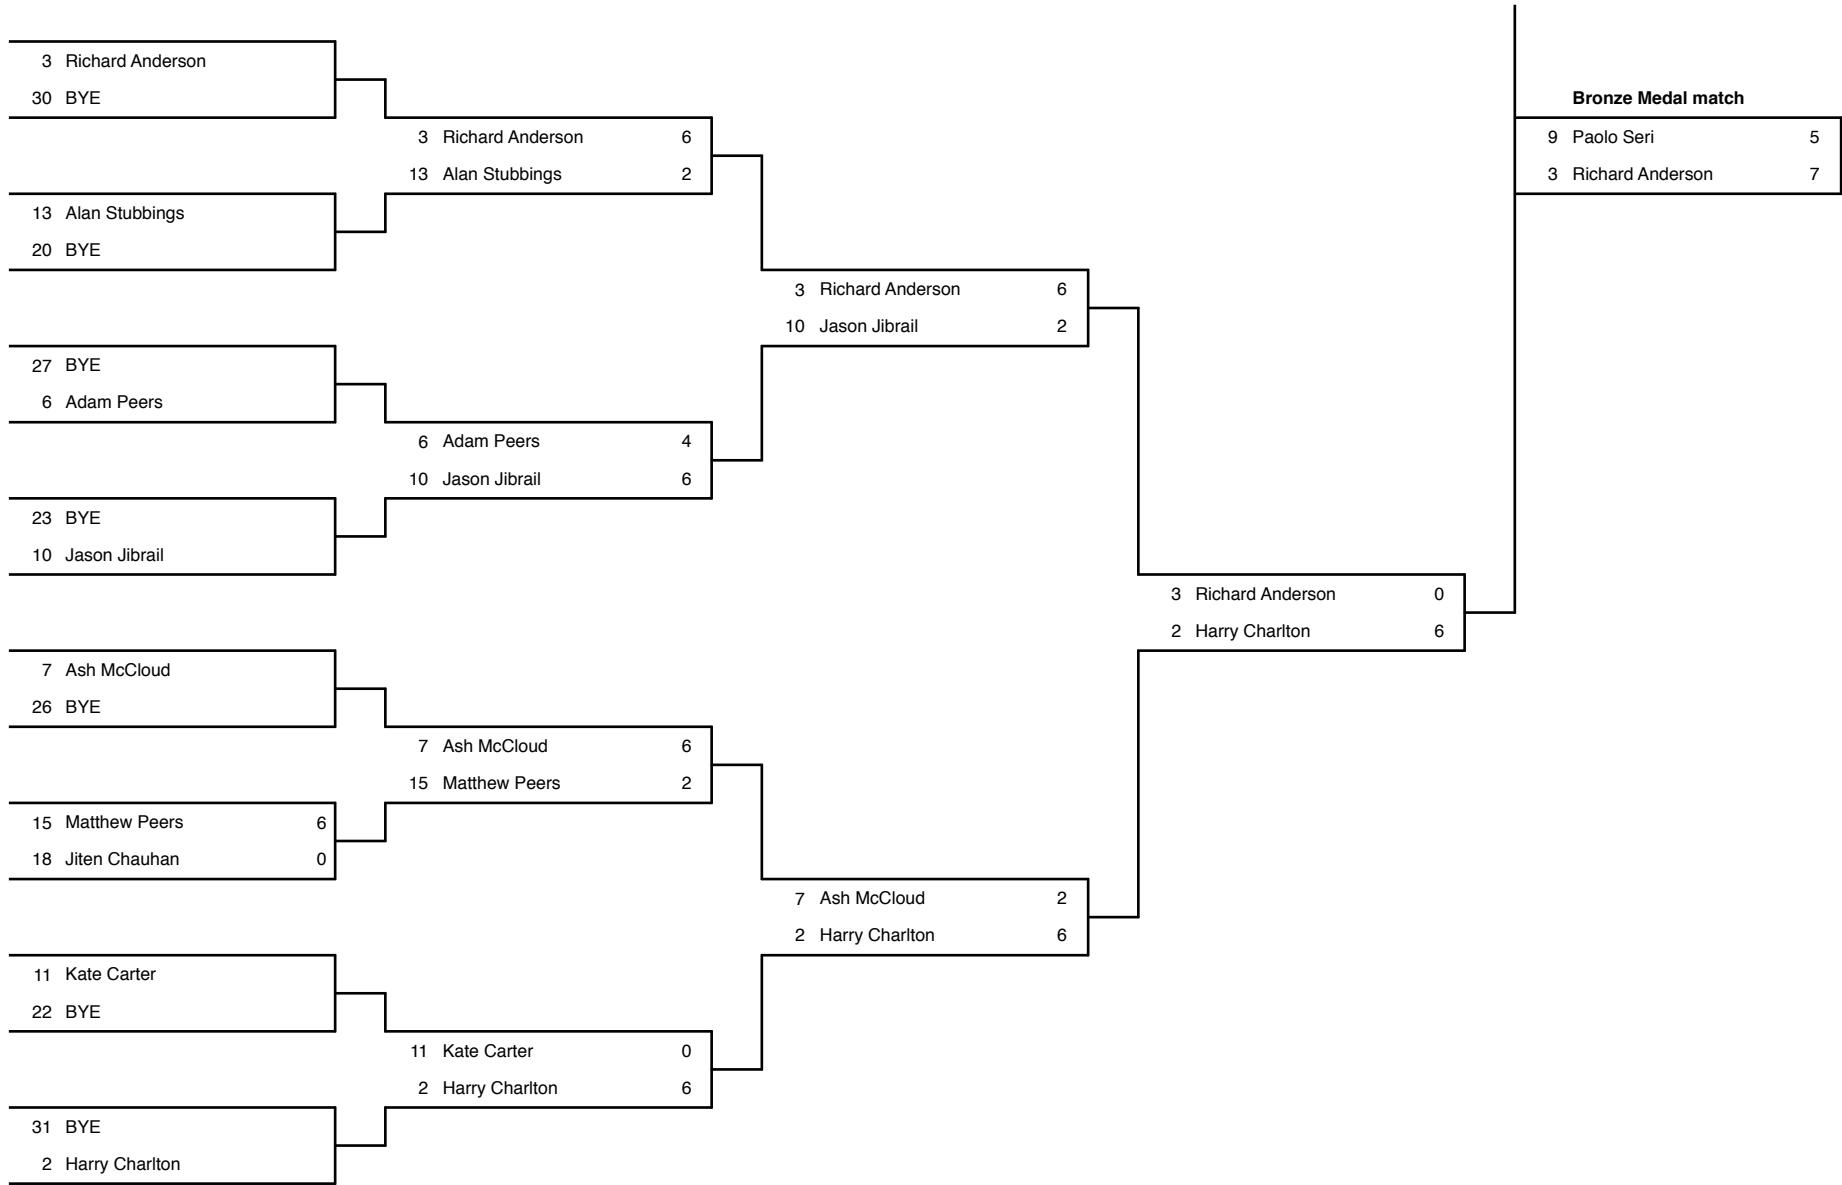 3 Richard Anderson
30 BYE
13 Alan Stubbings
20 BYE
27 BYE
6 Adam Peers
23 BYE
10 Jason Jibrail
7 Ash McCloud
26 BYE
15 Matthew Peers 6
18 Jiten Chauhan 0
11 Kate Carter
22 BYE
31 BYE
2 Harry Charlton
3 Richard Anderson 6
13 Alan Stubbings 2
6 Adam Peers 4
10 Jason Jibrail 6
7 Ash McCloud 6
15 Matthew Peers 2
11 Kate Carter 0
2 Harry Charlton 6
3 Richard Anderson 6
10 Jason Jibrail 2
7 Ash McCloud 2
2 Harry Charlton 6
3 Richard Anderson 0
2 Harry Charlton 6
Bronze Medal match
9 Paolo Seri 5
3 Richard Anderson 7